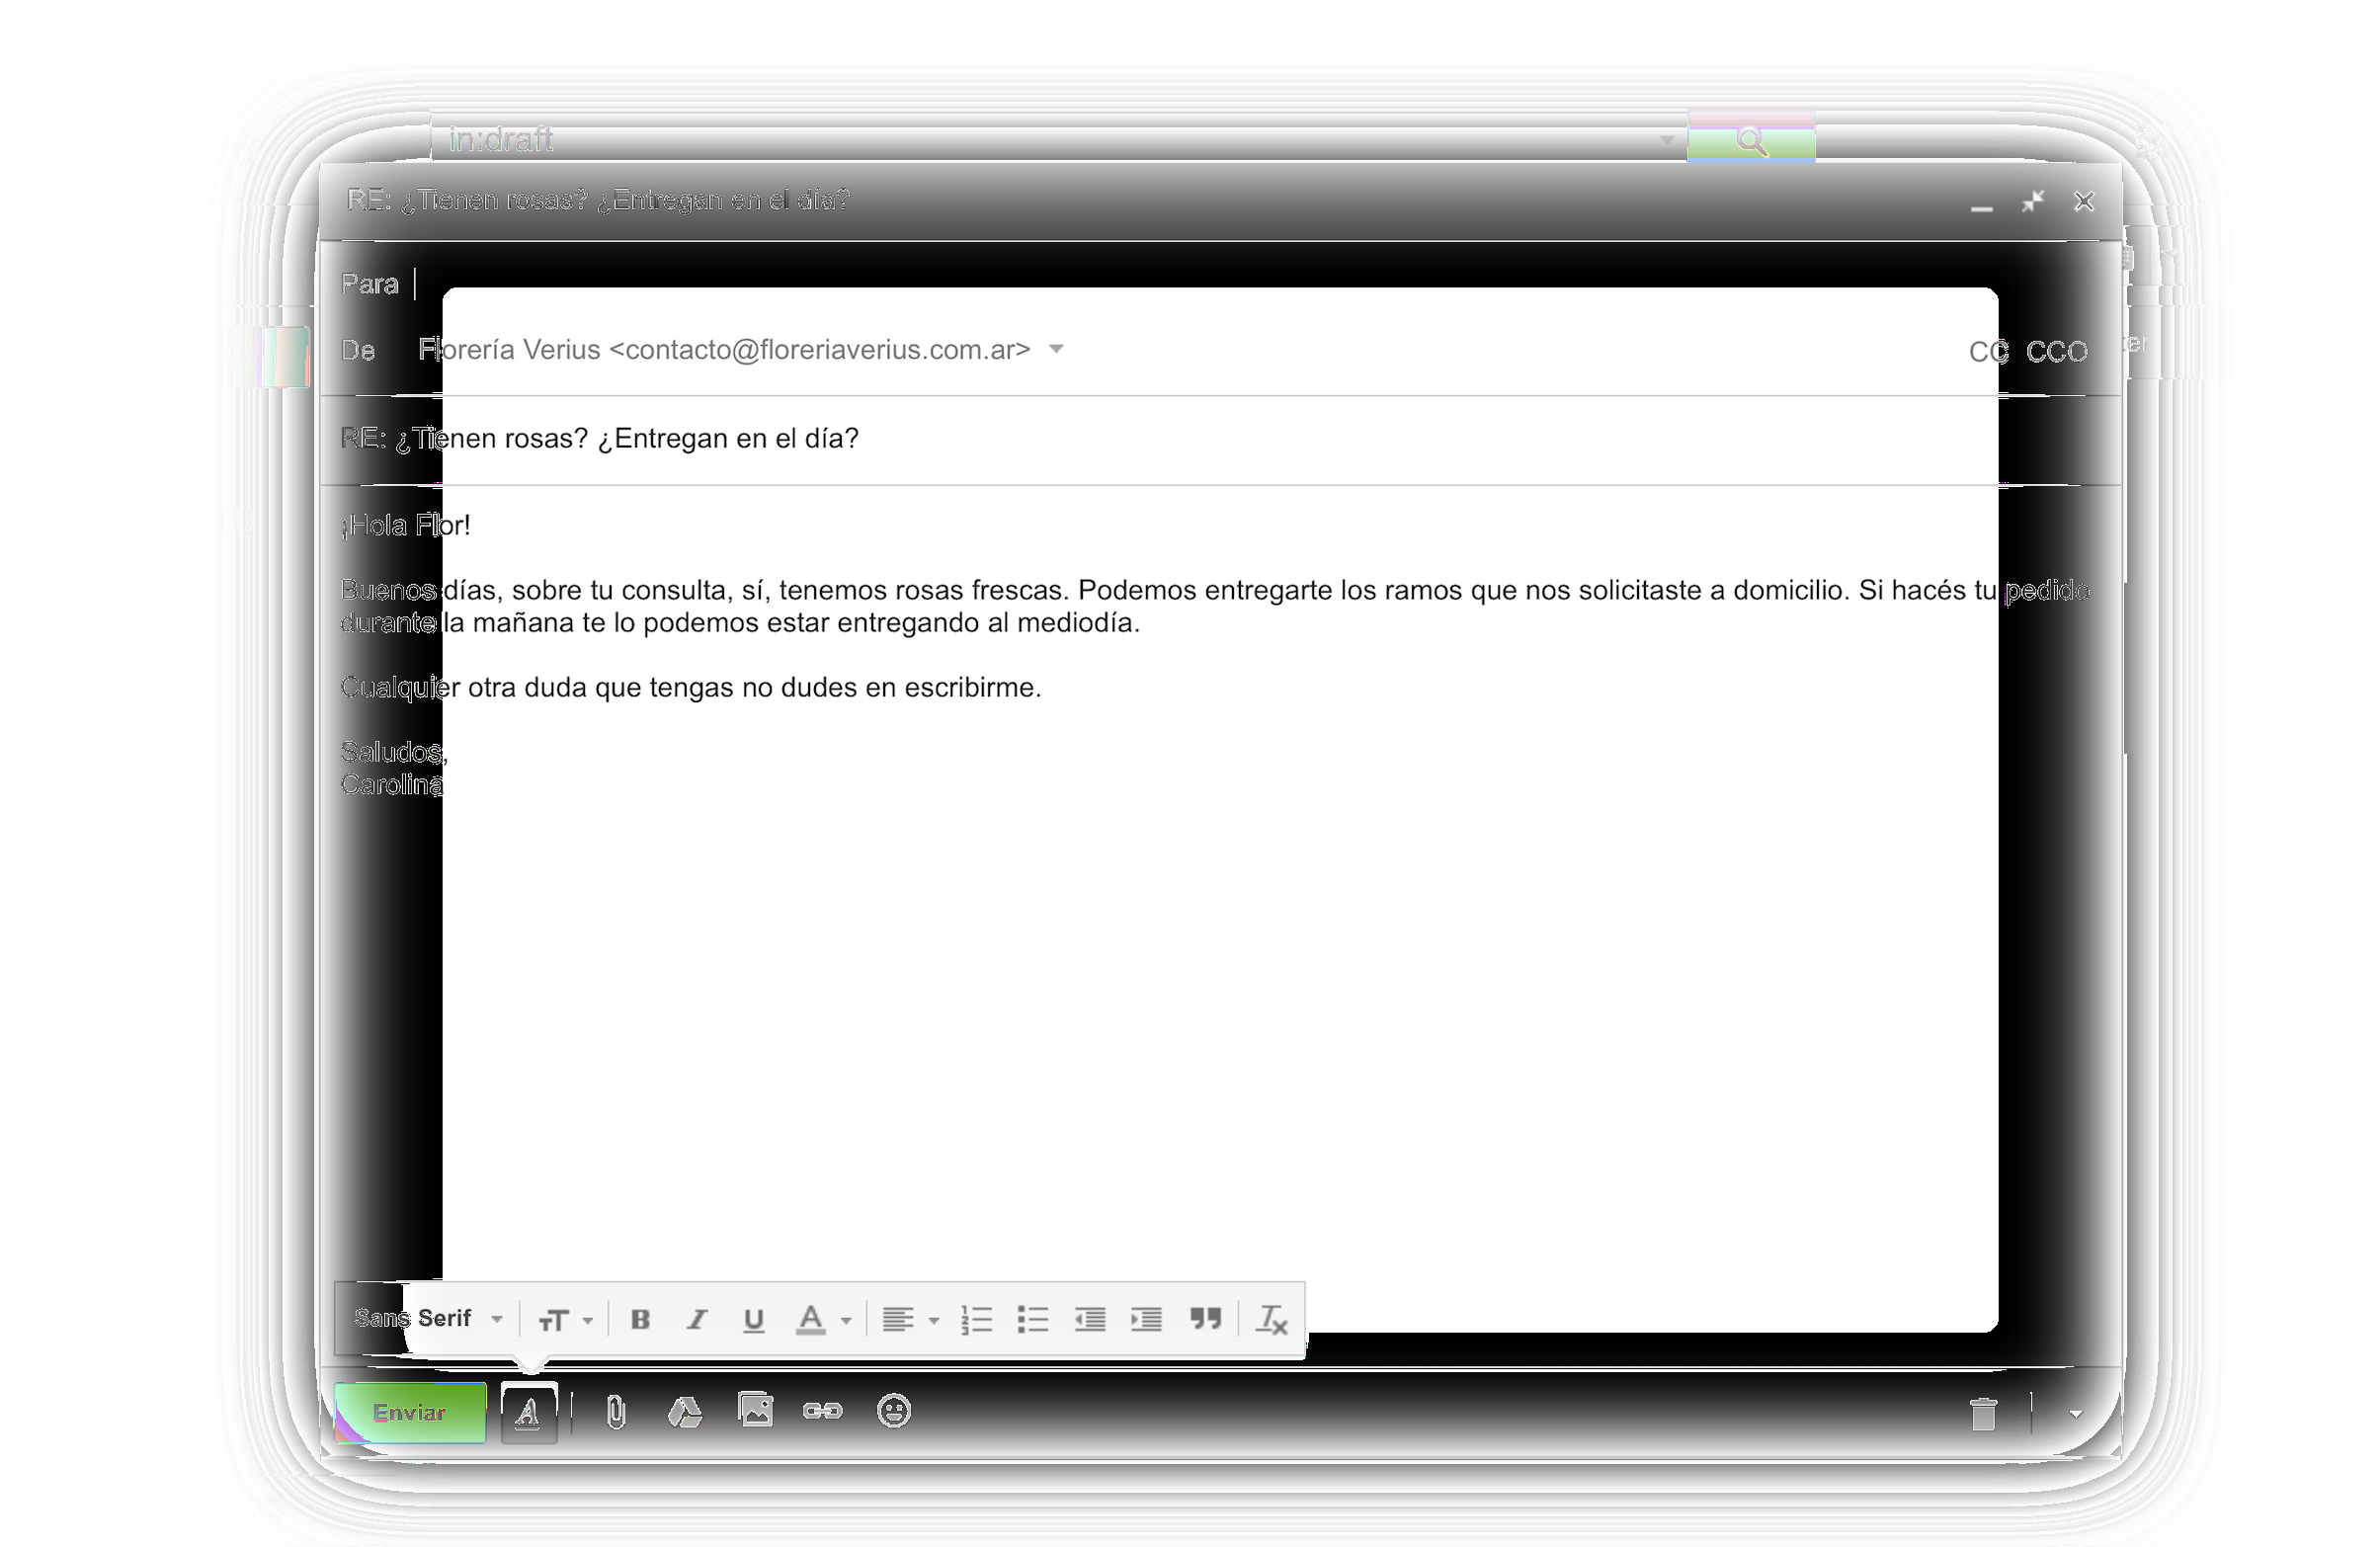 in:draft
RE: ¿Tienen rosas? ¿Entregan en el día?
Para
De Florería Verius <contacto@floreriaverius.com.ar> CC CCO
RE: ¿Tienen rosas? ¿Entregan en el día?
¡Hola Flor!
Buenos días, sobre tu consulta, sí, tenemos rosas frescas. Podemos entregarte los ramos que nos solicitaste a domicilio. Si hacés tu pedido
durante la mañana te lo podemos estar entregando al mediodía.
Cualquier otra duda que tengas no dudes en escribirme.
Saludos,
Carolina
Sans Serif
Enviar